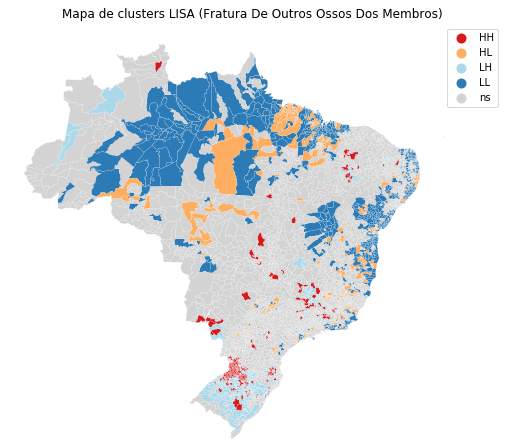 Mapa de clusters LISA (Fratura De Outros Ossos Dos Membros)
HH
HL
LH
LL
ns